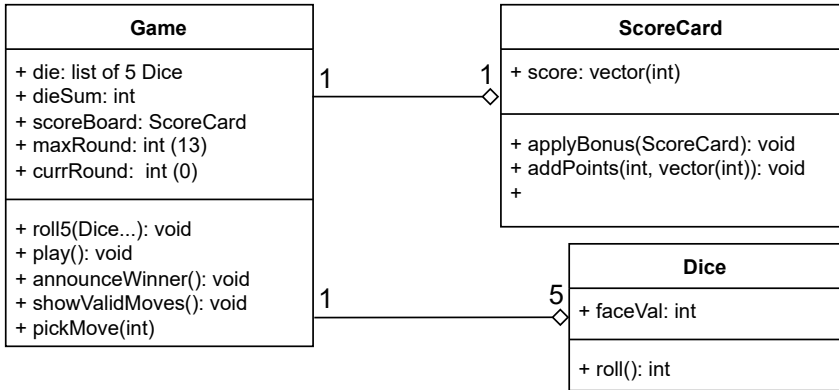 Game
+ die: list of 5 Dice
+ dieSum: int
+ scoreBoard: ScoreCard
+ maxRound: int (13)
+ currRound:  int (0)
+ roll5(Dice...): void
+ play(): void
+ announceWinner(): void
+ showValidMoves(): void
+ pickMove(int)
1
1
ScoreCard
+ score: vector(int)
+ applyBonus(ScoreCard): void
+ addPoints(int, vector(int)): void
+
1
5
Dice
+ faceVal: int
+ roll(): int